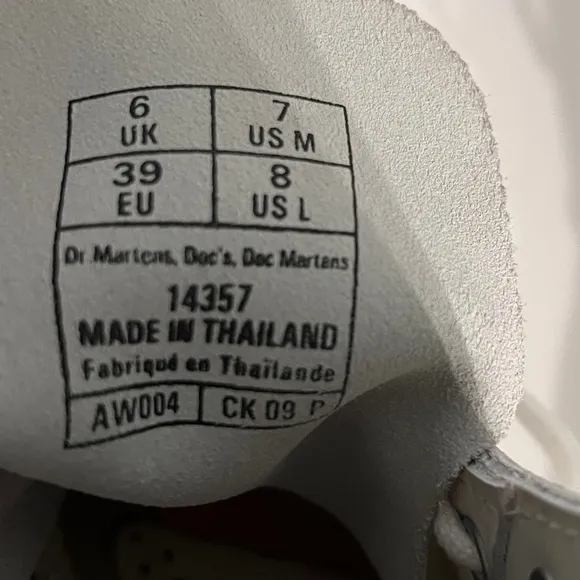 6 7
UK US M
39 8
EU US L
Dr.Martens, Doc's, Doc Martens
14357
MADE IN THAILAND
Fabriqué en Thaïlande
AW004 CK 09 P